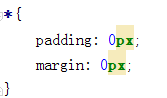 *{
padding: 0px;
margin: 0px;
}